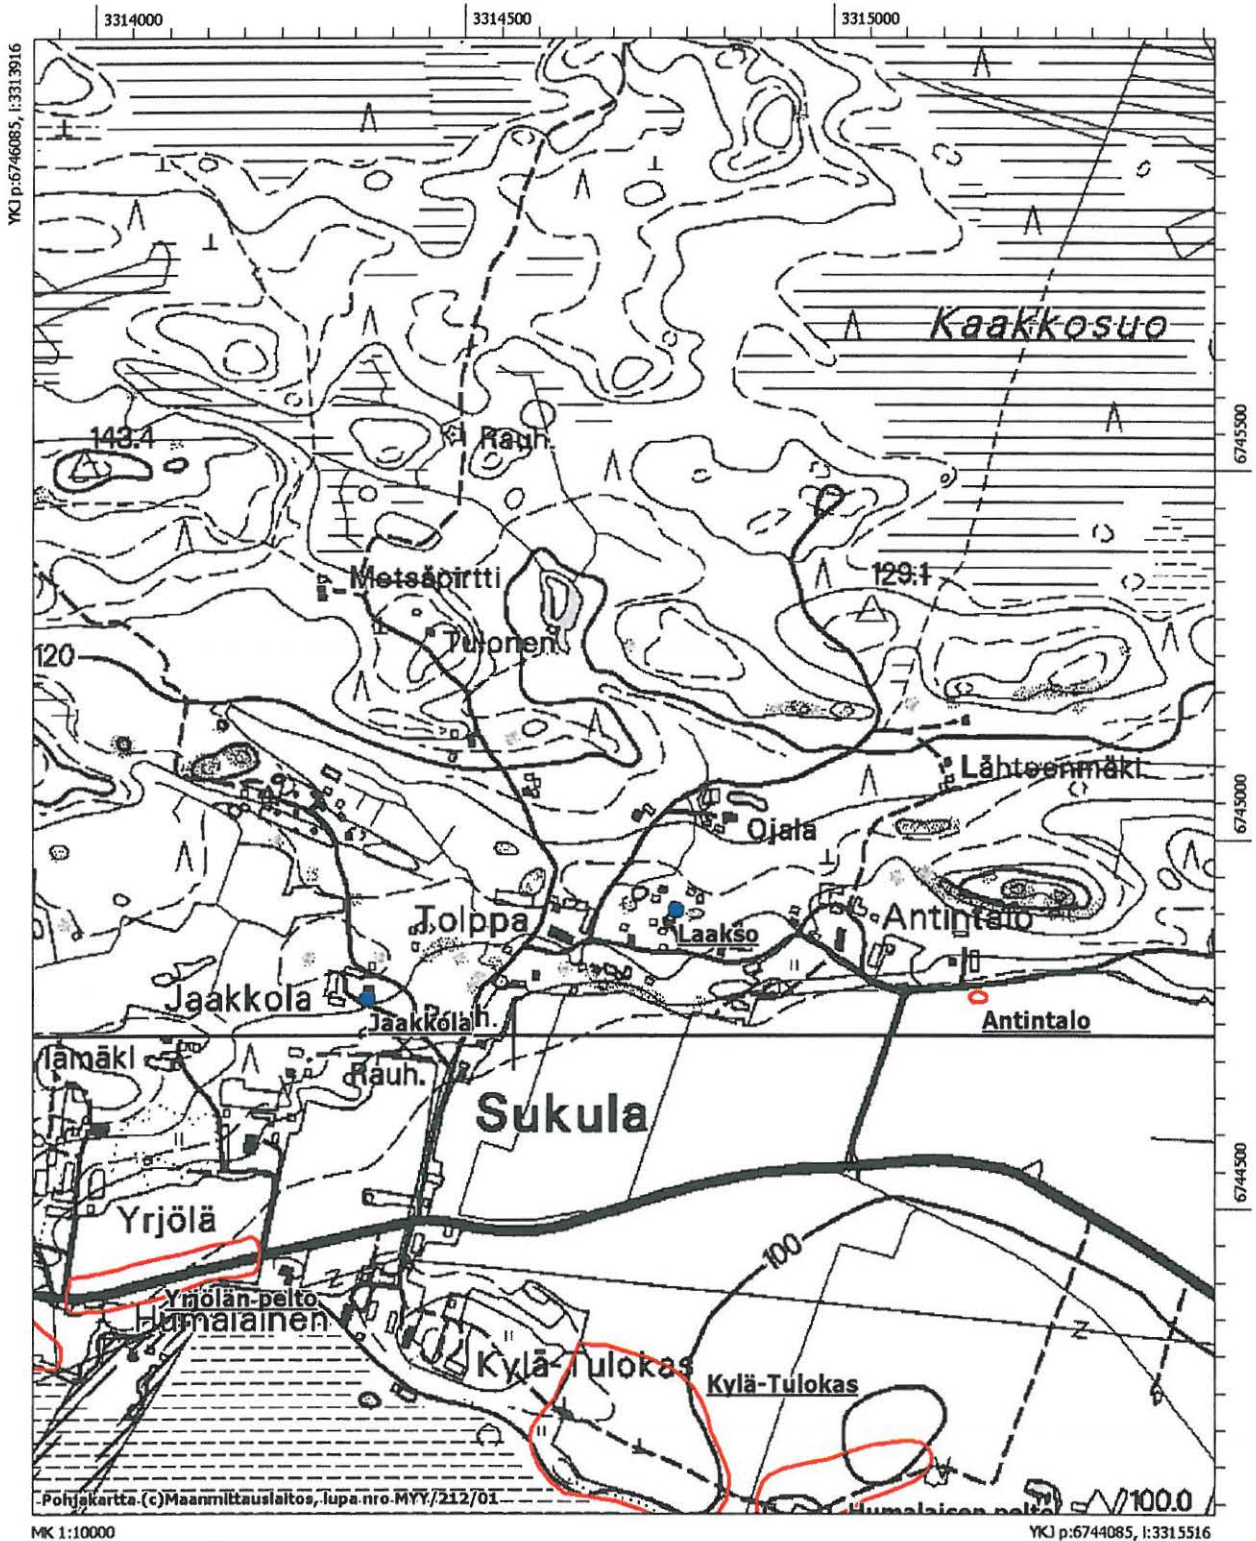 3314000
3314500
3315000
YKJ p:6746085, l:3313916
Kaakkosuo
143.4
Rauh.
6745500
Metsäpirtti
129.1
Tulonen
120
Lähteenmäki
Ojala
6745000
Tolppa
Laakso
Antintalo
Jaakkola
Jaakkola
h.
Antintalo
Rauh.
Sukula
6744500
Yrjölä
100
Yrjölän pelto
Humalainen
Z
Z
Kylä-Tulokas
Kylä-Tulokas
Humalaisen pelto
100.0
Pohjakartta (c)Maanmittauslaitos, lupa nro MYY/212/01
MK 1:10000
YKJ p:6744085, l:3315516